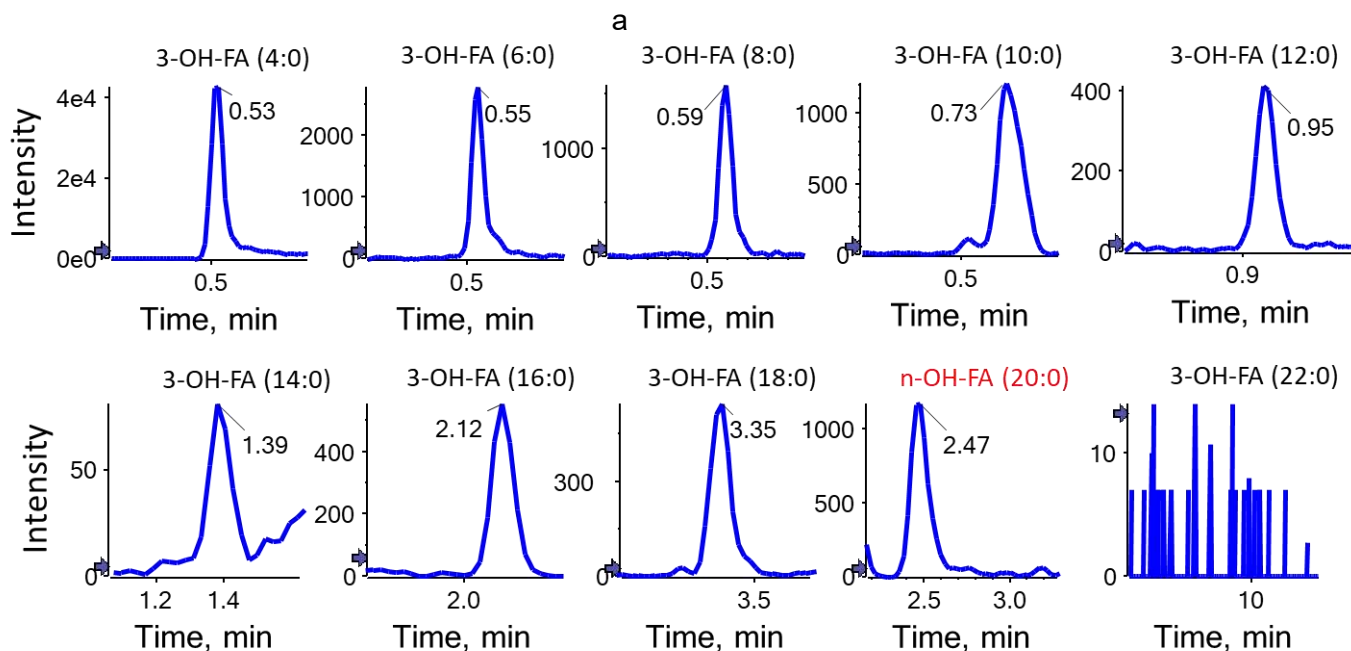 a
3-OH-FA (4:0)
3-OH-FA (6:0)
3-OH-FA (8:0)
3-OH-FA (10:0)
3-OH-FA (12:0)
Intensity
4e4
2e4
0e0
0.53
0.5
Time, min
2000
1000
0
0.55
0.5
Time, min
1000
0
0.59
0.5
Time, min
1000
500
0
0.73
0.5
Time, min
400
200
0
0.95
0.9
Time, min
3-OH-FA (14:0)
3-OH-FA (16:0)
3-OH-FA (18:0)
n-OH-FA (20:0)
3-OH-FA (22:0)
Intensity
50
0
1.39
1.2 1.4
Time, min
400
200
0
2.12
2.0
Time, min
300
0
3.35
3.5
Time, min
1000
500
0
2.47
2.5 3.0
Time, min
10
0
10
Time, min